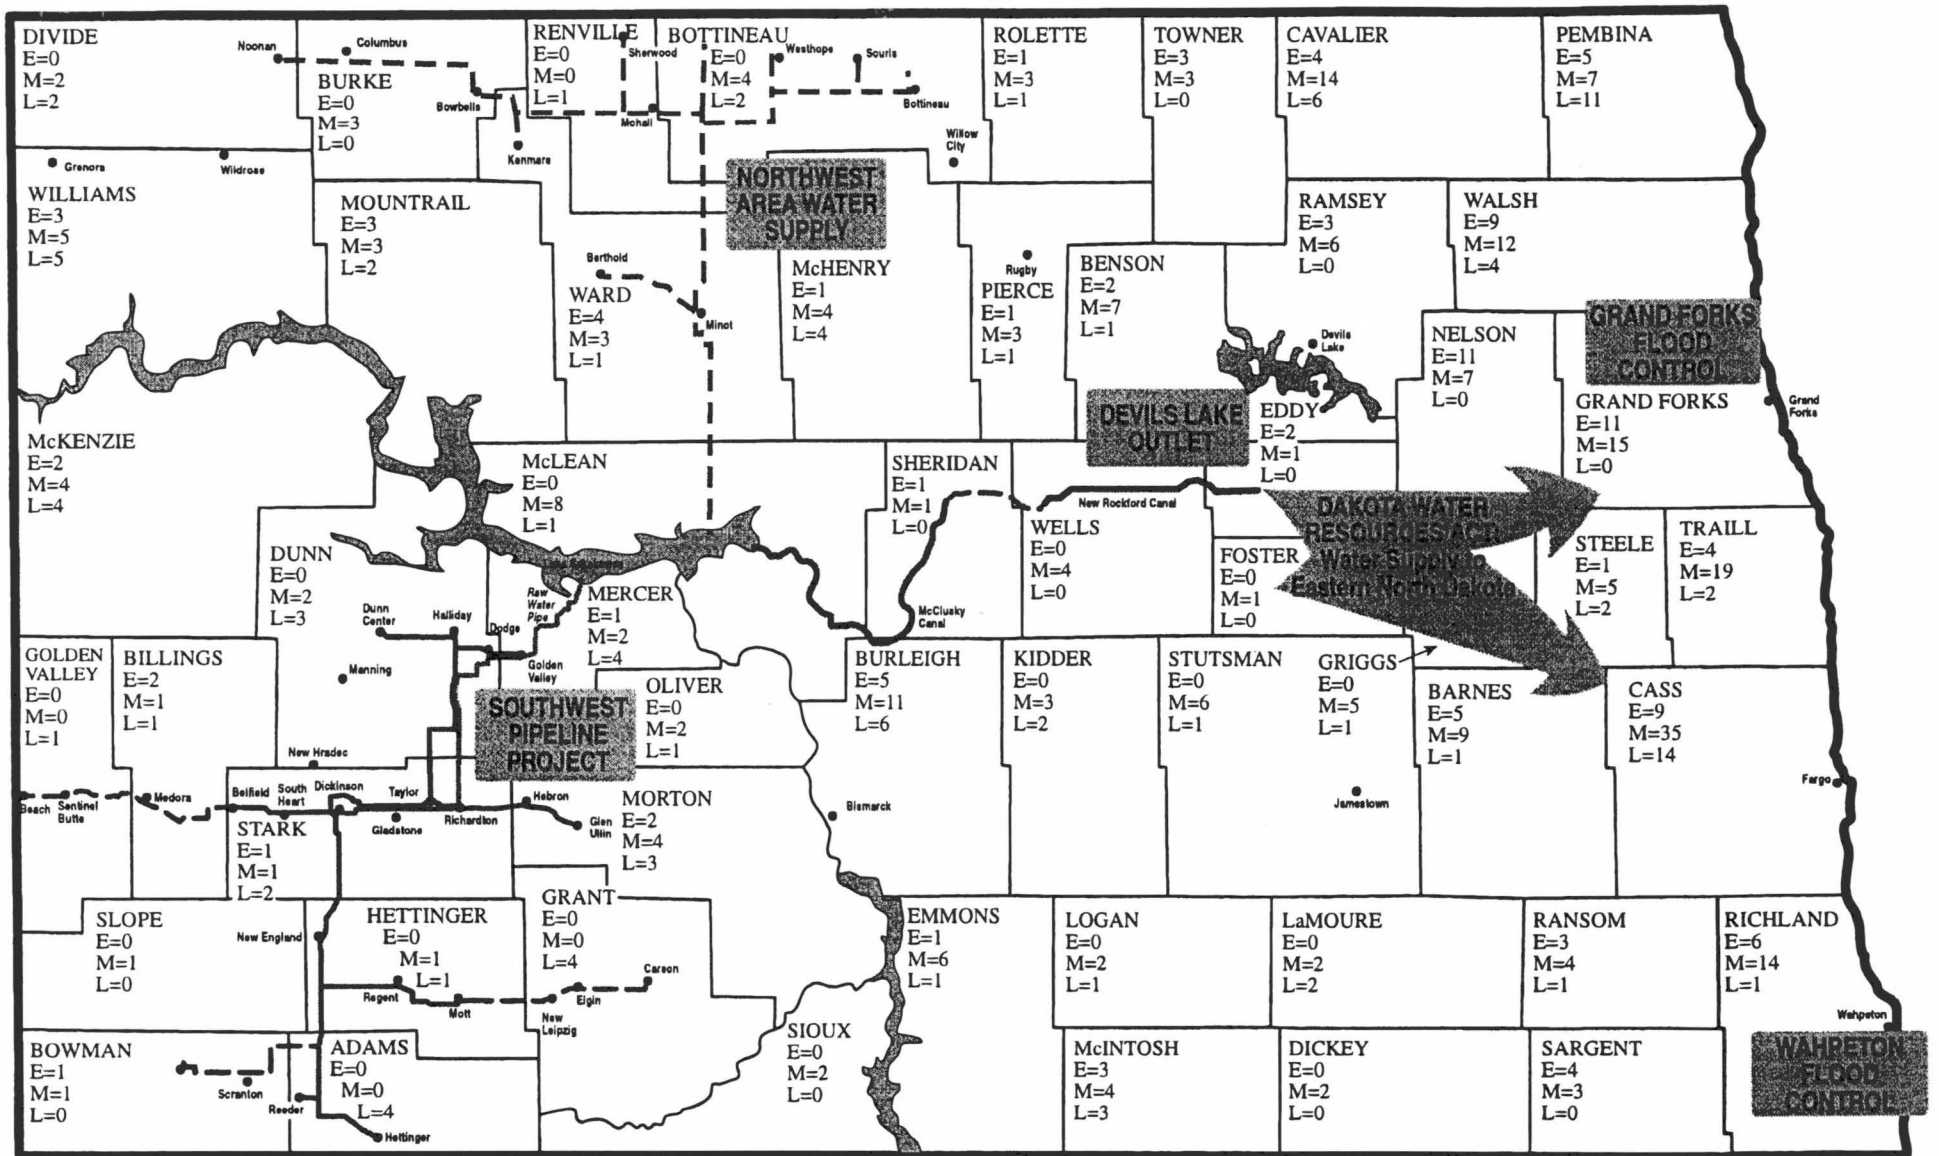 DIVIDE
E=0
M=2
L=2
Noonan
Columbus
BURKE
E=0
M=3
L=0
Bowbells
Kenmare
RENVILLE
E=0
M=0
L=1
Sherwood
Mohall
BOTTINEAU
E=0
M=4
L=2
Westhope
Souris
Bottineau
Willow
City
ROLETTE
E=1
M=3
L=1
TOWNER
E=3
M=3
L=0
CAVALIER
E=4
M=14
L=6
PEMBINA
E=5
M=7
L=11
Grenora
Wildrose
WILLIAMS
E=3
M=5
L=5
MOUNTRAIL
E=3
M=3
L=2
Berthold
WARD
E=4
M=3
L=1
Minot
NORTHWEST
AREA WATER
SUPPLY
McHENRY
E=1
M=4
L=4
Rugby
PIERCE
E=1
M=3
L=1
BENSON
E=2
M=7
L=1
RAMSEY
E=3
M=6
L=0
Devils
Lake
WALSH
E=9
M=12
L=4
NELSON
E=11
M=7
L=0
GRAND FORKS
FLOOD
CONTROL
GRAND FORKS
E=11
M=15
L=0
Grand
Forks
McKENZIE
E=2
M=4
L=4
McLEAN
E=0
M=8
L=1
SHERIDAN
E=1
M=1
L=0
DEVILS LAKE
OUTLET
EDDY
E=2
M=1
L=0
New Rockford Canal
WELLS
E=0
M=4
L=0
FOSTER
E=0
M=1
L=0
DAKOTA WATER
RESOURCES ACT:
Water Supply to
Eastern North Dakota
STEELE
E=1
M=5
L=2
TRAILL
E=4
M=19
L=2
DUNN
E=0
M=2
L=3
Dunn
Center
Halliday
Dodge
Manning
Raw
Water
Pipe
Golden
Valley
MERCER
E=1
M=2
L=4
McClusky
Canal
GOLDEN
VALLEY
E=0
M=0
L=1
BILLINGS
E=2
M=1
L=1
SOUTHWEST
PIPELINE
PROJECT
OLIVER
E=0
M=2
L=1
BURLEIGH
E=5
M=11
L=6
Bismarck
KIDDER
E=0
M=3
L=2
STUTSMAN
E=0
M=6
L=1
Jamestown
GRIGGS
E=0
M=5
L=1
BARNES
E=5
M=9
L=1
CASS
E=9
M=35
L=14
Fargo
New Hradec
Beach
Sentinel
Butte
Medora
Belfield
South
Heart
Dickinson
Taylor
Gladstone
Richardton
Hebron
Glen
Ullin
STARK
E=1
M=1
L=2
MORTON
E=2
M=4
L=3
SLOPE
E=0
M=1
L=0
New England
HETTINGER
E=0
M=1
L=1
Regent
Mott
GRANT
E=0
M=0
L=4
New
Leipzig
Elgin
Carson
EMMONS
E=1
M=6
L=1
LOGAN
E=0
M=2
L=1
LaMOURE
E=0
M=2
L=2
RANSOM
E=3
M=4
L=1
RICHLAND
E=6
M=14
L=1
Wahpeton
BOWMAN
E=1
M=1
L=0
Scranton
Reeder
ADAMS
E=0
M=0
L=4
Hettinger
SIOUX
E=0
M=2
L=0
McINTOSH
E=3
M=4
L=3
DICKEY
E=0
M=2
L=0
SARGENT
E=4
M=3
L=0
WAHPETON
FLOOD
CONTROL